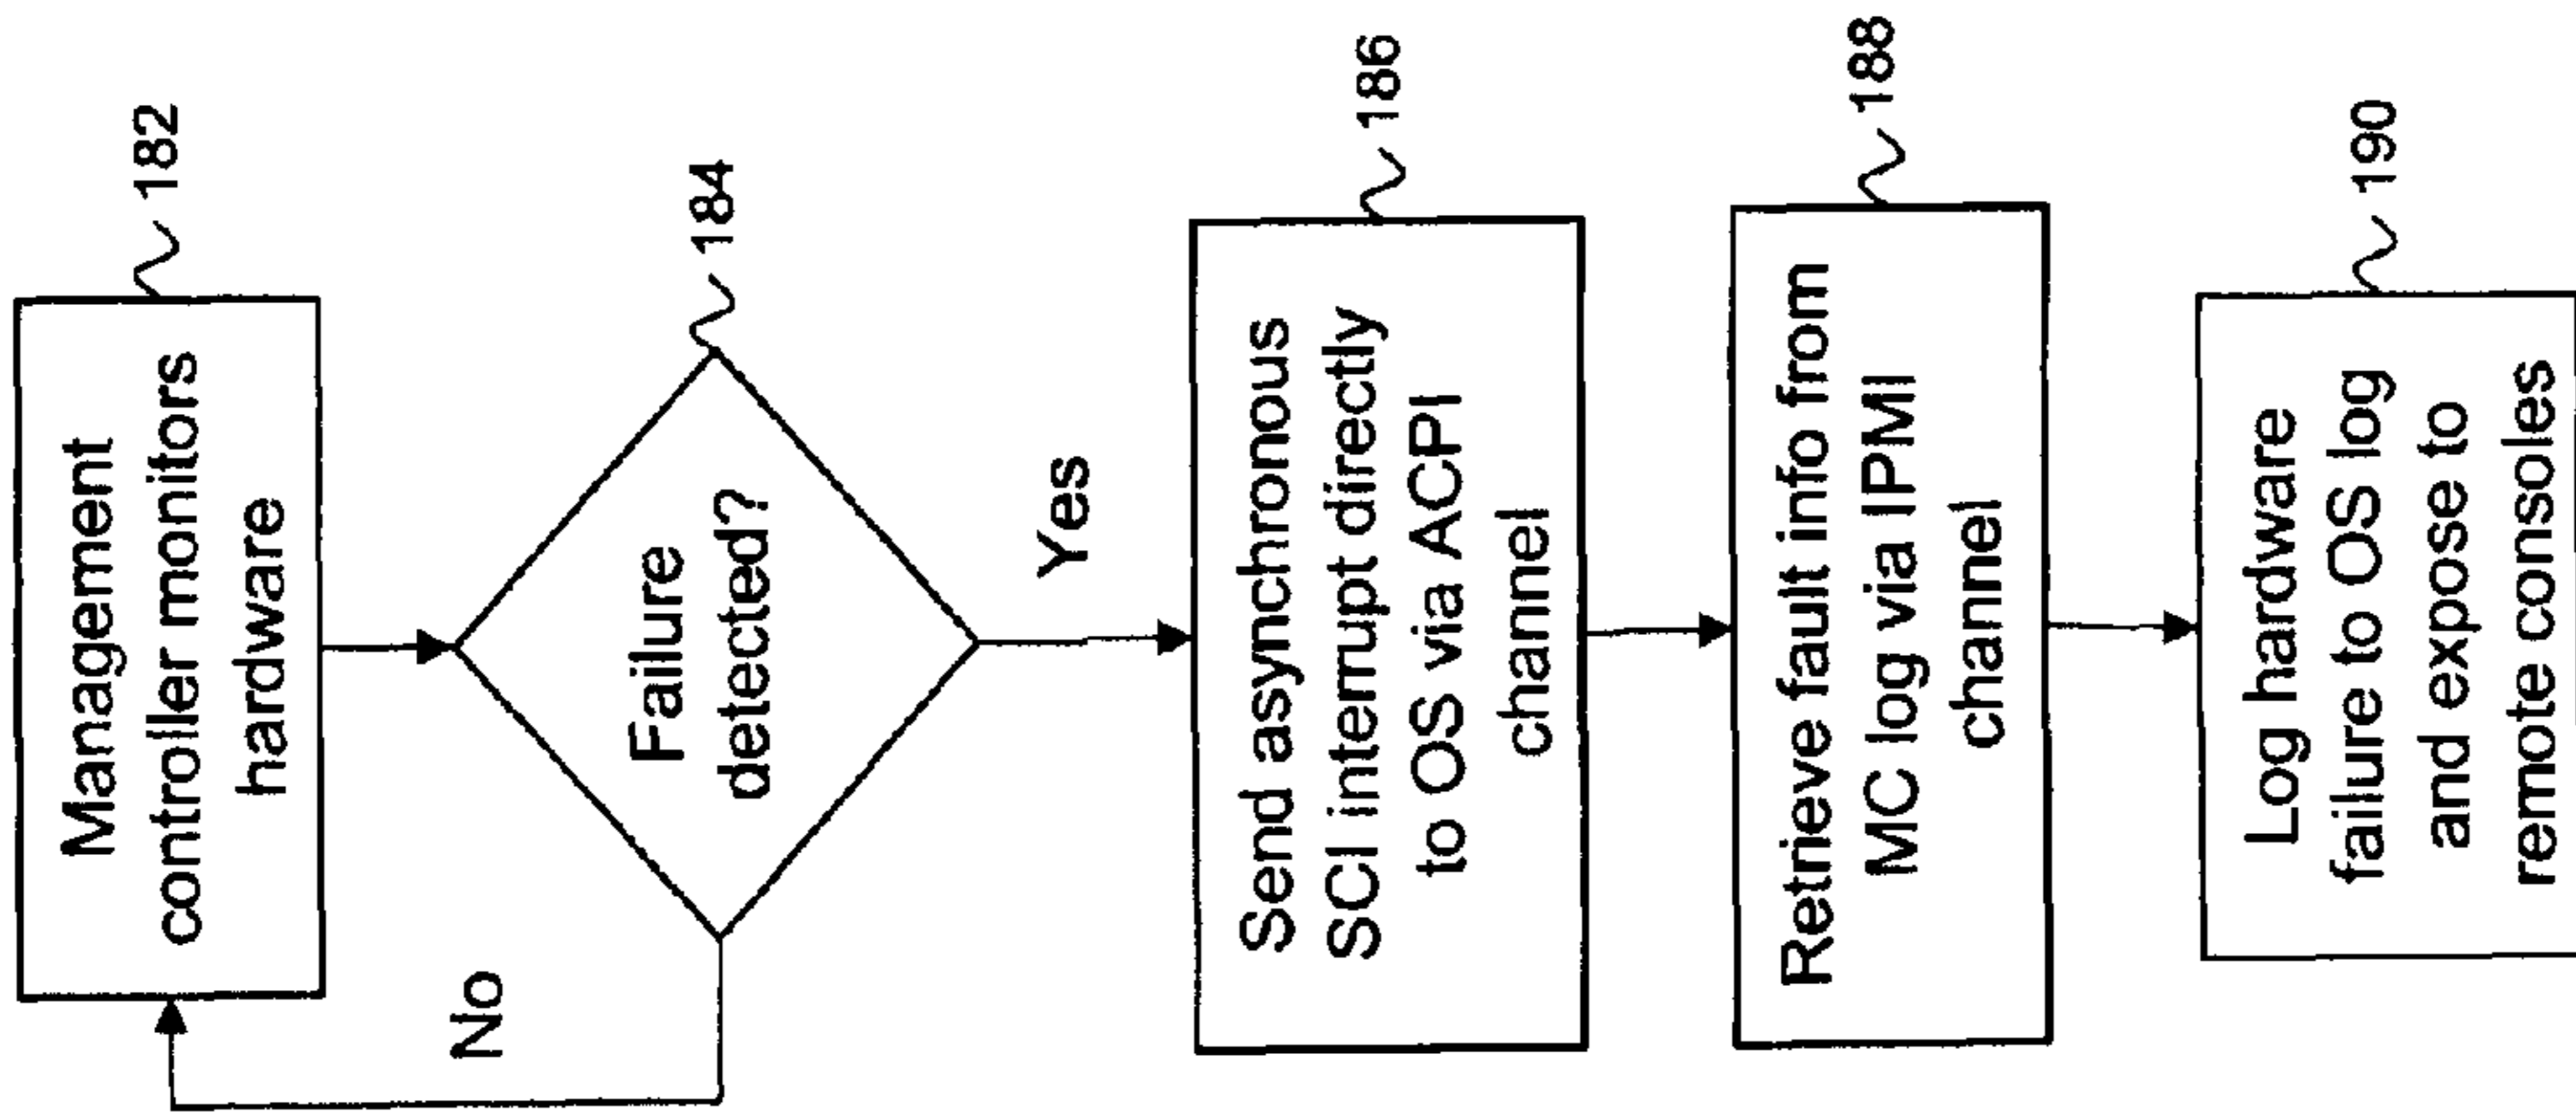 Management
controller monitors
hardware
182
Failure
detected?
184
No
Yes
Send asynchronous
SCI interrupt directly
to OS via ACPI
channel
186
Retrieve fault info from
MC log via IPMI
channel
188
Log hardware
failure to OS log
and expose to
remote consoles
190